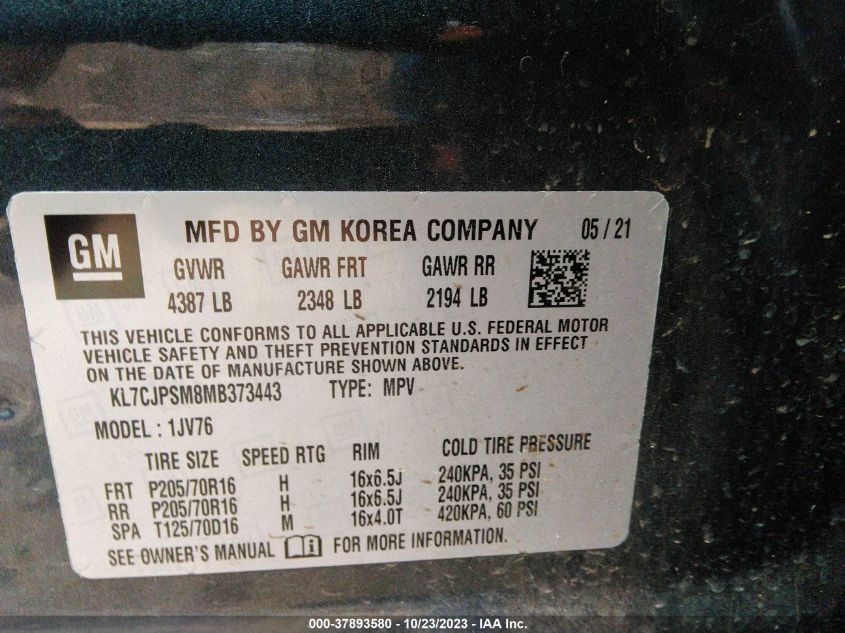 GM MFD BY GM KOREA COMPANY 05 / 21
GVWR GAWR FRT GAWR RR
4387 LB 2348 LB 2194 LB
THIS VEHICLE CONFORMS TO ALL APPLICABLE U.S. FEDERAL MOTOR
VEHICLE SAFETY AND THEFT PREVENTION STANDARDS IN EFFECT
ON THE DATE OF MANUFACTURE SHOWN ABOVE.
KL7CJPSM8MB373443 TYPE: MPV
MODEL : 1JV76
TIRE SIZE SPEED RTG RIM COLD TIRE PRESSURE
FRT P205/70R16 H 16x6.5J 240KPA, 35 PSI
RR P205/70R16 H 16x6.5J 240KPA, 35 PSI
SPA T125/70D16 M 16x4.0T 420KPA, 60 PSI
SEE OWNER'S MANUAL FOR MORE INFORMATION.
000-37893580 - 10/23/2023 - IAA Inc.